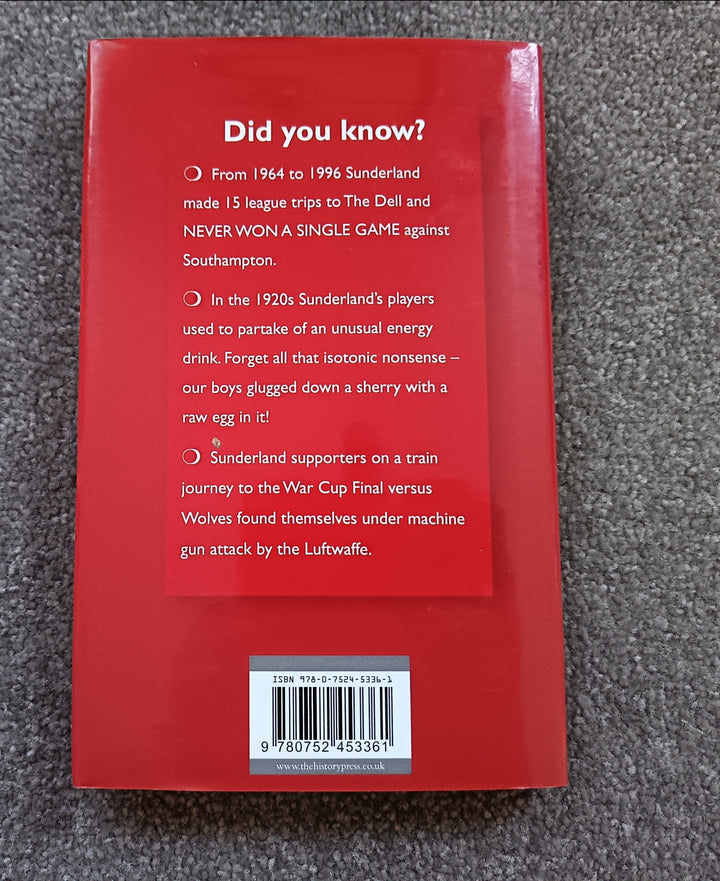 Did you know?
❍ From 1964 to 1996 Sunderland
made 15 league trips to The Dell and
NEVER WON A SINGLE GAME against
Southampton.
❍ In the 1920s Sunderland's players
used to partake of an unusual energy
drink. Forget all that isotonic nonsense –
our boys glugged down a sherry with a
raw egg in it!
❍ Sunderland supporters on a train
journey to the War Cup Final versus
Wolves found themselves under machine
gun attack by the Luftwaffe.
ISBN 978-0-7524-5336-1
9 780752 453361
www.thehistorypress.co.uk